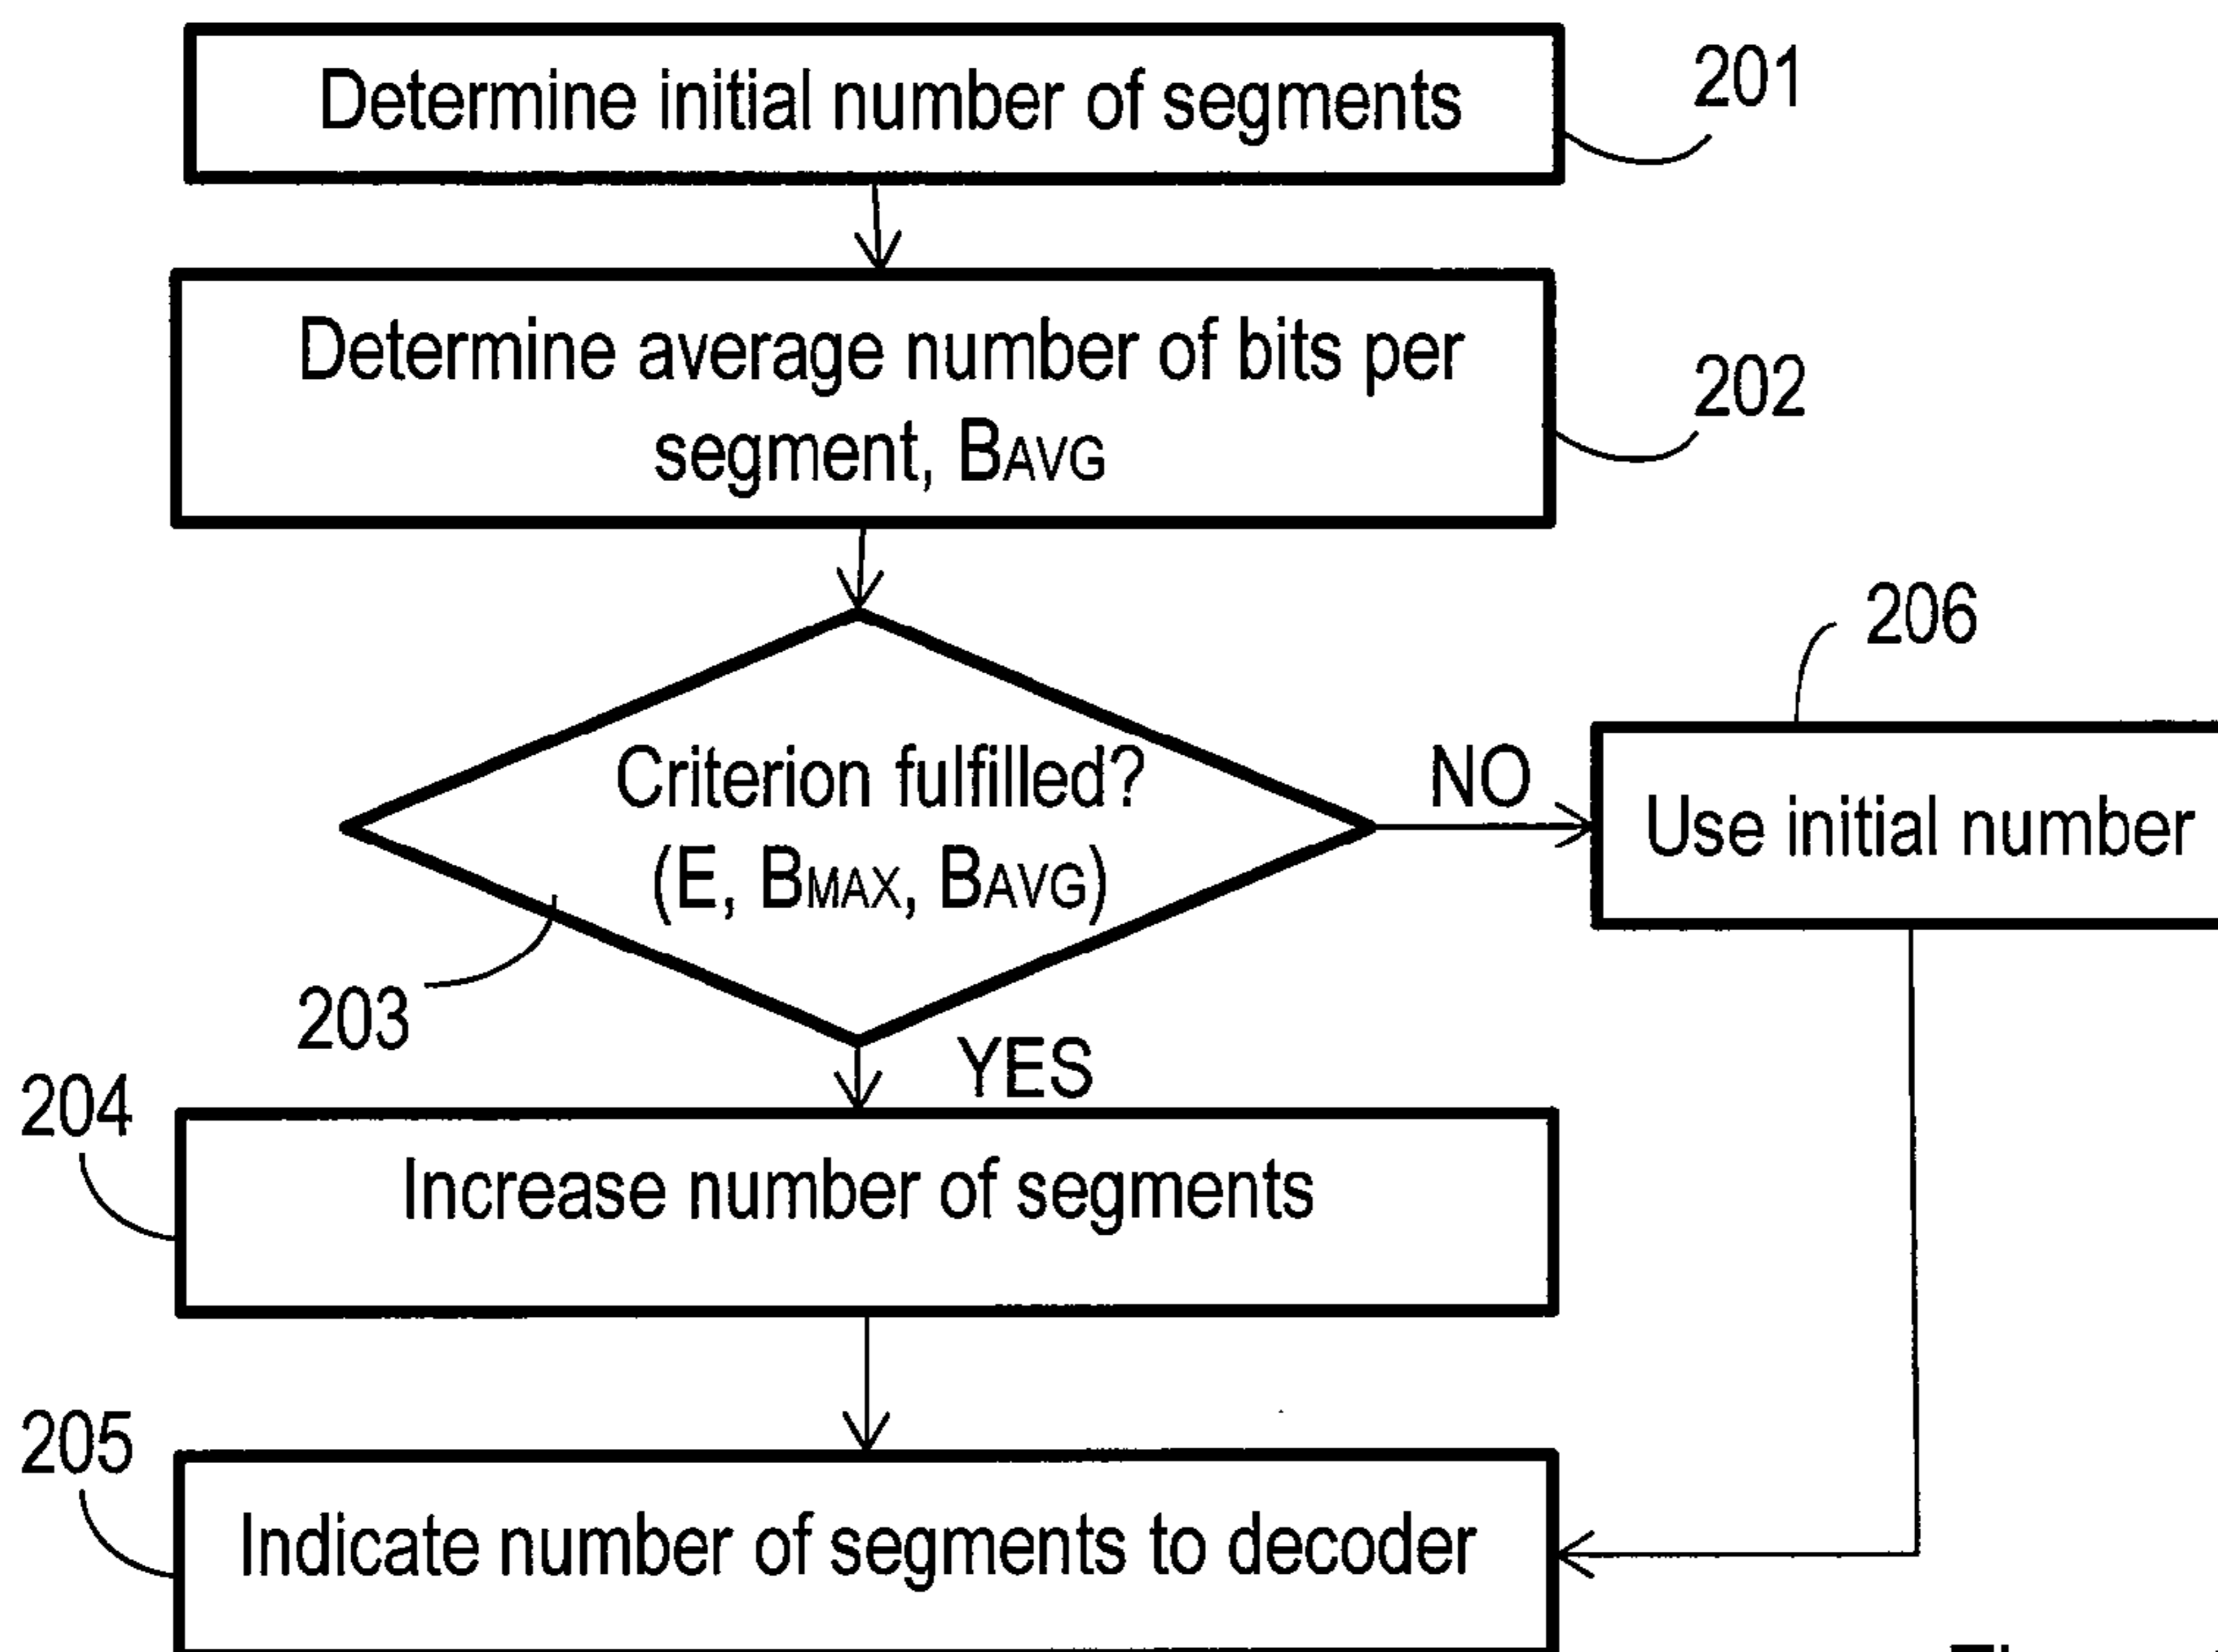 Determine initial number of segments
201
Determine average number of bits per
segment, BAVG
202
206
Criterion fulfilled?
(E, BMAX, BAVG)
NO
Use initial number
203
YES
204
Increase number of segments
205
Indicate number of segments to decoder